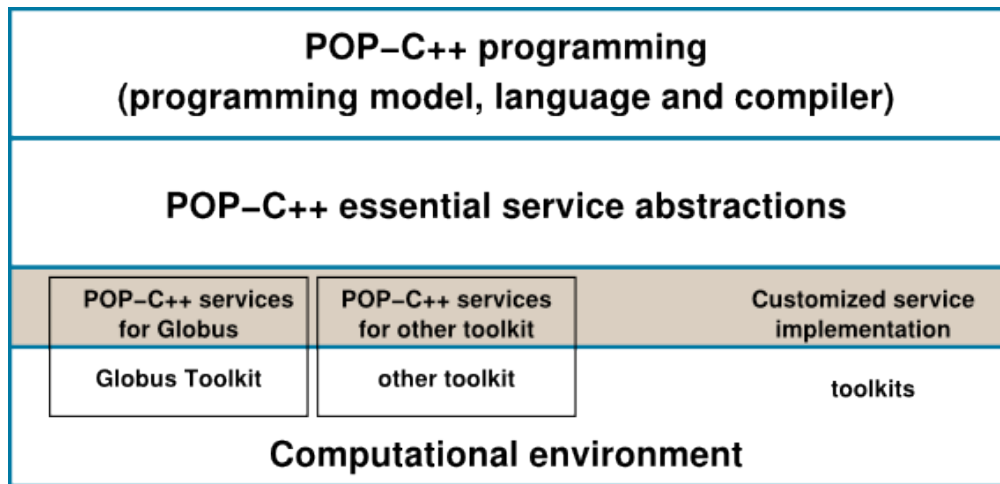 POP–C++ programming
(programming model, language and compiler)
POP–C++ essential service abstractions
POP–C++ services
for Globus
POP–C++ services
for other toolkit
Customized service
implementation
Globus Toolkit
other toolkit
toolkits
Computational environment